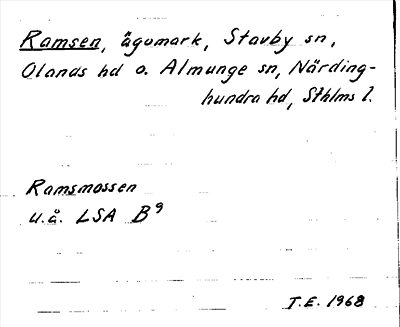 Ramsen, ägomark, Stavby sn,
Olands hd o. Almunge sn, Närding-
hundra hd, Sthlms l.
Ramsmossen
u.å. LSA B⁹
T.E. 1968